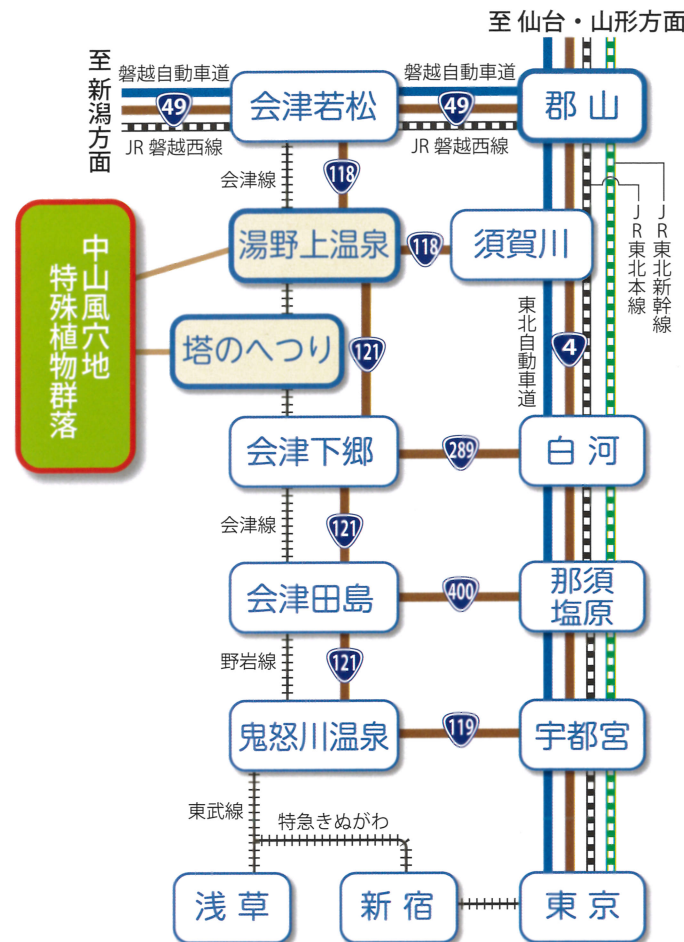 至 仙台・山形方面
至 新潟方面
磐越自動車道
49
JR 磐越西線
会津若松
磐越自動車道
49
JR 磐越西線
郡山
会津線
118
JR東北本線
JR東北新幹線
中山風穴地
特殊植物群落
湯野上温泉
118
須賀川
塔のへつり
121
東北自動車道
4
会津下郷
289
白河
会津線
121
会津田島
400
那須
塩原
野岩線
121
鬼怒川温泉
119
宇都宮
東武線
特急きぬがわ
浅草
新宿
東京